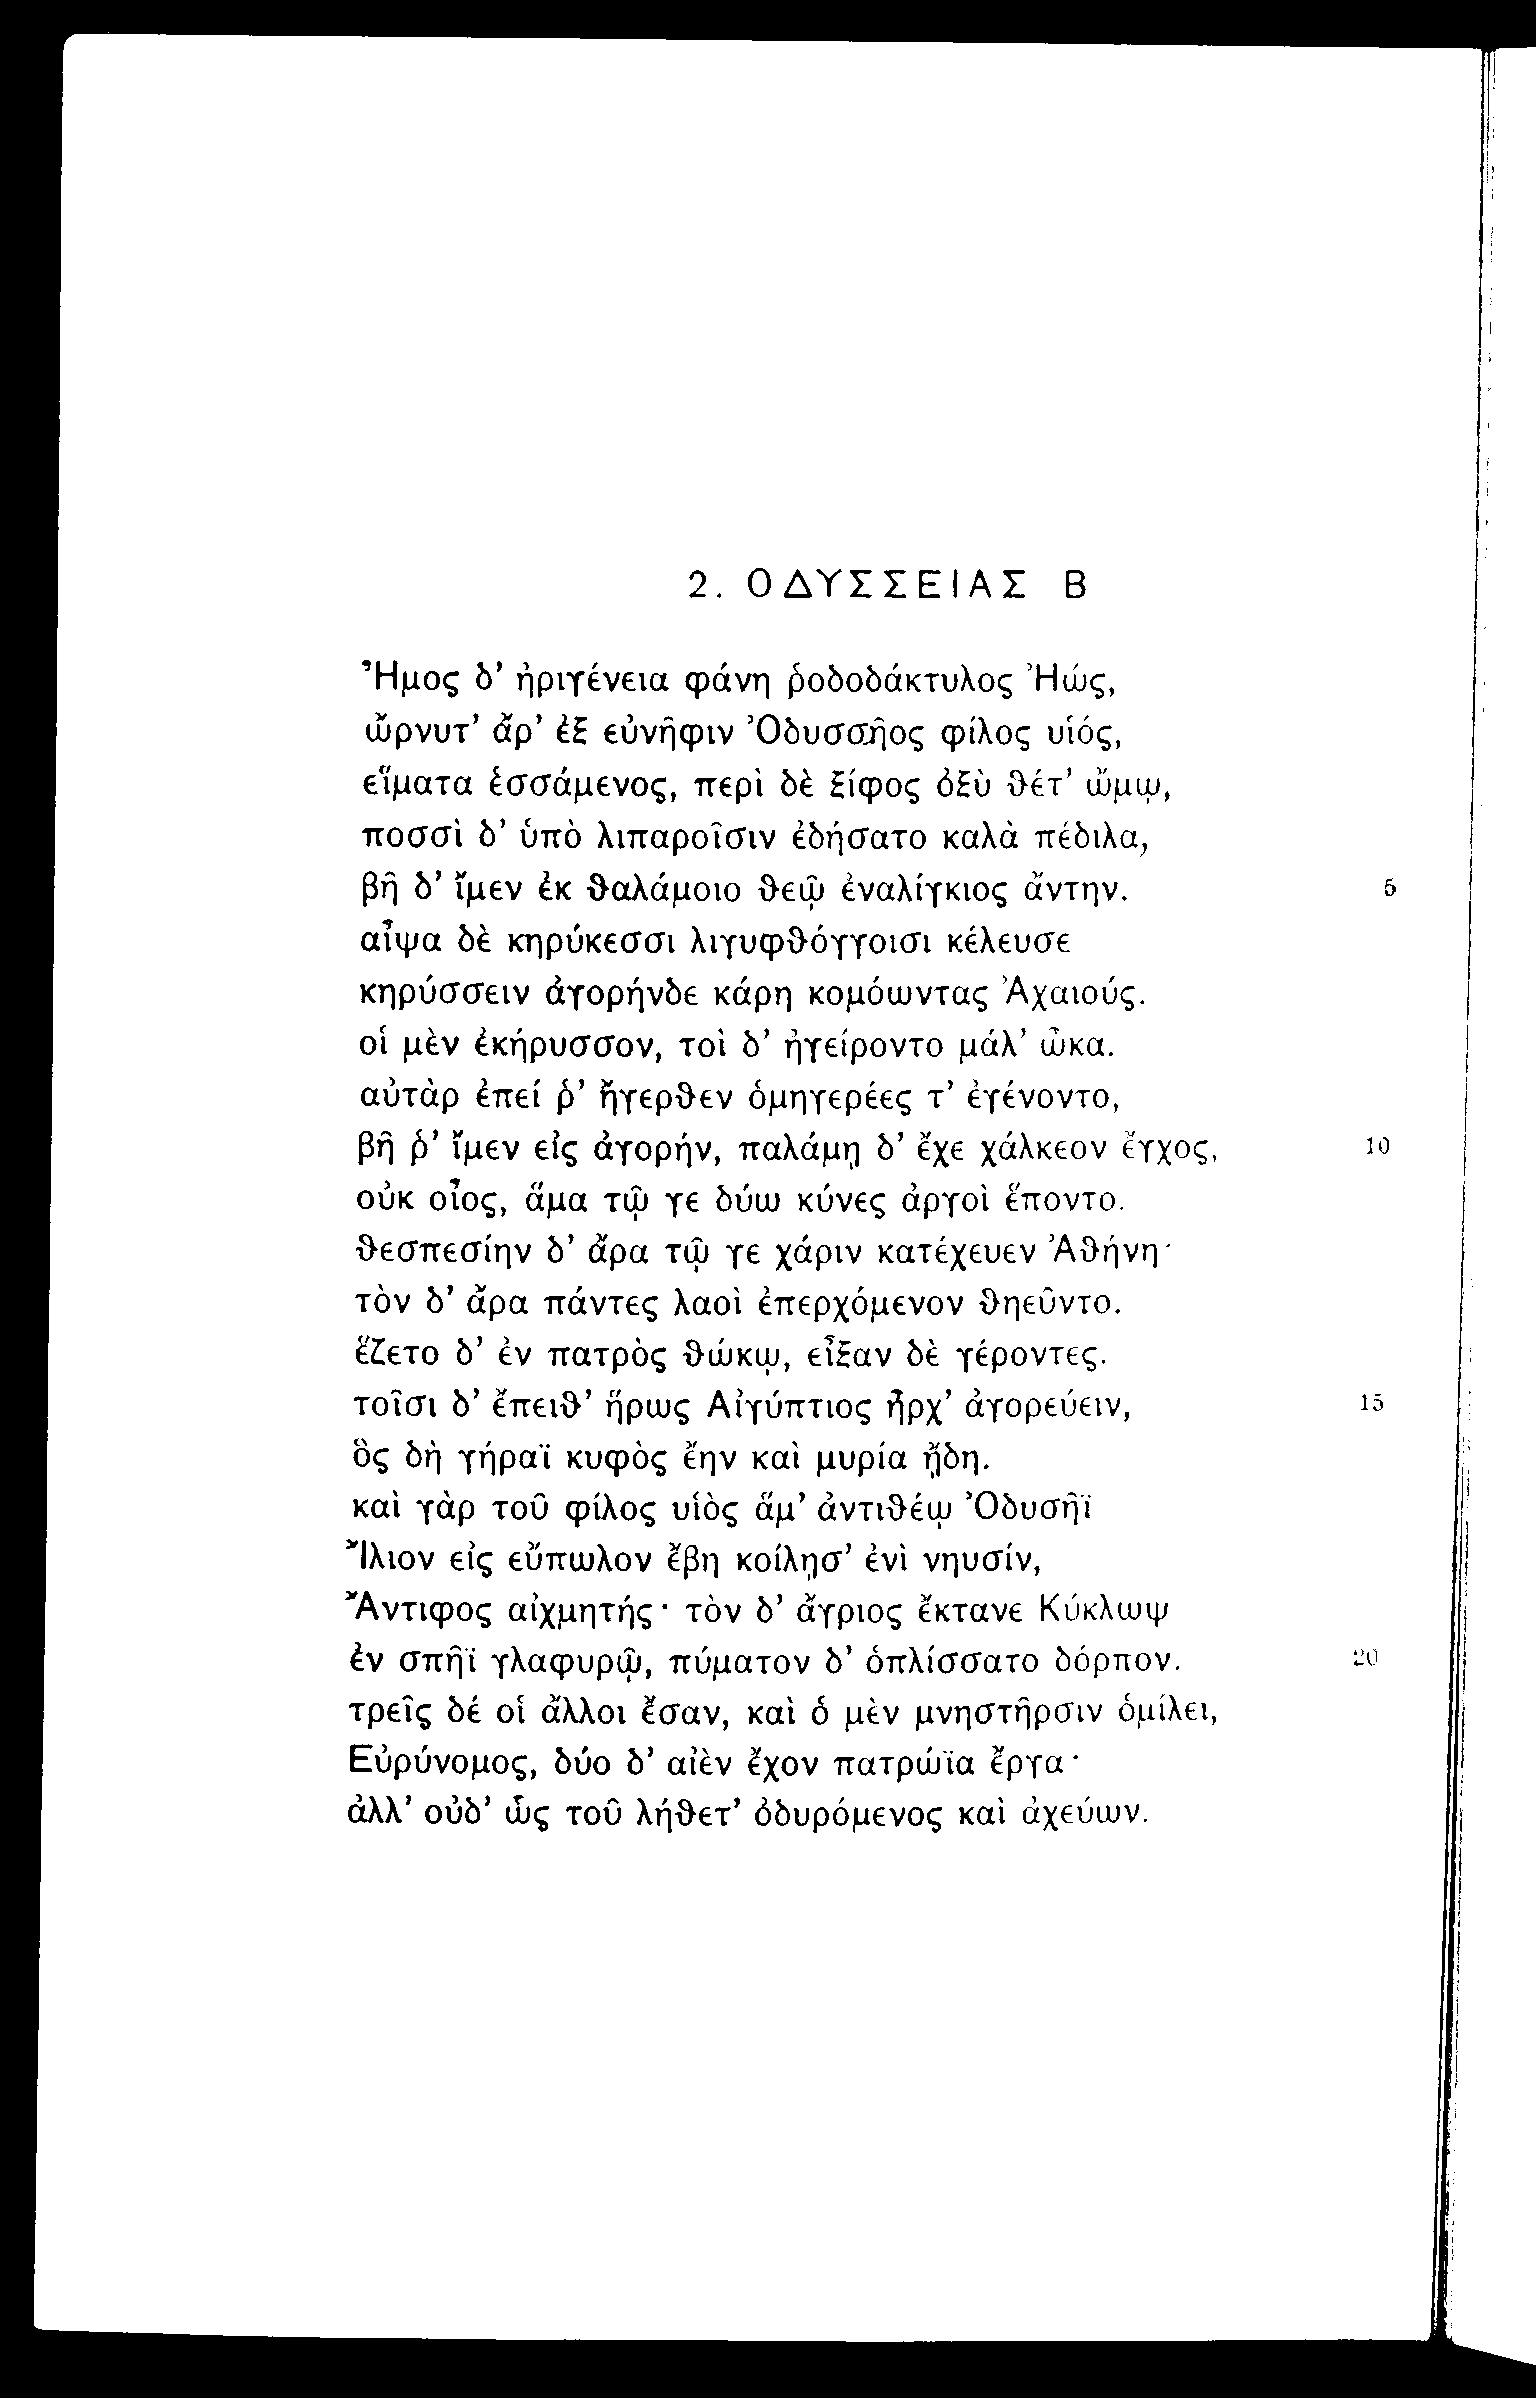 2. ΟΔΥΣΣΕΙΑΣ Β
Ἦμος δ’ ἠριγένεια φάνη ῥοδοδάκτυλος Ἠώς,
ὤρνυτ’ ἄρ’ ἐξ εὐνῆφιν Ὀδυσσῆος φίλος υἱός,
εἵματα ἑσσάμενος, περὶ δὲ ξίφος ὀξὺ θέτ’ ὤμῳ,
ποσσὶ δ’ ὑπὸ λιπαροῖσιν ἐδήσατο καλὰ πέδιλα,
βῆ δ’ ἴμεν ἐκ θαλάμοιο θεῷ ἐναλίγκιος ἄντην. 5
αἶψα δὲ κηρύκεσσι λιγυφθόγγοισι κέλευσε
κηρύσσειν ἀγορήνδε κάρη κομόωντας Ἀχαιούς.
οἱ μὲν ἐκήρυσσον, τοὶ δ’ ἠγείροντο μάλ’ ὦκα.
αὐτὰρ ἐπεί ῥ’ ἤγερθεν ὁμηγερέες τ’ ἐγένοντο,
βῆ ῥ’ ἴμεν εἰς ἀγορήν, παλάμῃ δ’ ἔχε χάλκεον ἔγχος, 10
οὐκ οἶος, ἅμα τῷ γε δύω κύνες ἀργοὶ ἕποντο.
θεσπεσίην δ’ ἄρα τῷ γε χάριν κατέχευεν Ἀθήνη·
τὸν δ’ ἄρα πάντες λαοὶ ἐπερχόμενον θηεῦντο.
ἕζετο δ’ ἐν πατρὸς θώκῳ, εἶξαν δὲ γέροντες.
τοῖσι δ’ ἔπειθ’ ἥρως Αἰγύπτιος ἦρχ’ ἀγορεύειν, 15
ὃς δὴ γήραϊ κυφὸς ἔην καὶ μυρία ᾔδη.
καὶ γὰρ τοῦ φίλος υἱὸς ἅμ’ ἀντιθέῳ Ὀδυσῆϊ
Ἴλιον εἰς εὔπωλον ἔβη κοίλῃσ’ ἐνὶ νηυσίν,
Ἄντιφος αἰχμητής· τὸν δ’ ἄγριος ἔκτανε Κύκλωψ
ἐν σπῆϊ γλαφυρῷ, πύματον δ’ ὁπλίσσατο δόρπον. 20
τρεῖς δέ οἱ ἄλλοι ἔσαν, καὶ ὁ μὲν μνηστῆρσιν ὁμίλει,
Εὐρύνομος, δύο δ’ αἰὲν ἔχον πατρώϊα ἔργα·
ἀλλ’ οὐδ’ ὧς τοῦ λήθετ’ ὀδυρόμενος καὶ ἀχεύων.